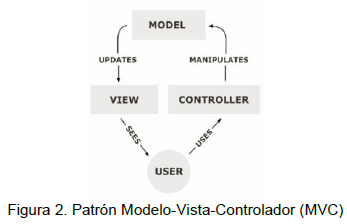 MODEL
UPDATES
MANIPULATES
VIEW
CONTROLLER
SEES
USES
USER
Figura 2. Patrón Modelo-Vista-Controlador (MVC)